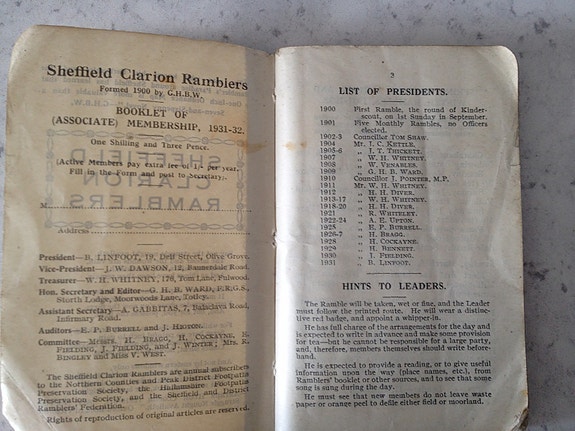 Sheffield Clarion Ramblers
Formed 1900 by G.H.B.W.
BOOKLET OF
(ASSOCIATE) MEMBERSHIP, 1931-32.
One Shilling and Three Pence.
(Active Members pay extra fee of 1/- per year.
Fill in the Form and post to Secretary:-
M
Address
President—B. LINFOOT, 19, Dell Street, Olive Grove.
Vice-President—J. W. DAWSON, 12, Bannerdale Road.
Treasurer—W. H. WHITNEY, 178, Tom Lane, Fulwood.
Hon. Secretary and Editor—G. H. B. WARD, F.R.G.S.,
Storth Lodge, Moorwoods Lane, Totley.
Assistant Secretary—A. GABBITAS, 7, Balaclava Road,
Infirmary Road.
Auditors—E. P. BURRELL and J. HIGTON.
Committee—Messrs. H. BRAGG, H. COCKAYNE, E.
FIELDING, J. FIELDING, and J. WINTER; Mrs. R.
BINGLEY and Miss V. WEST.
The Sheffield Clarion Ramblers are annual subscribers
to the Northern Counties and Peak District Footpaths
Preservation Society, the Hallamshire Footpaths
Preservation Society, and the Sheffield and District
Ramblers' Federation.
Rights of reproduction of original articles are reserved.
3
LIST OF PRESIDENTS.
1900 First Ramble, the round of Kinder-
scout, on 1st Sunday in September.
1901 Five Monthly Rambles, no Officers
elected.
1902-3 Councillor TOM SHAW.
1904 Mr. J. C. KETTLE.
1905-6 „ J. T. THICKETT.
1907 „ W. H. WHITNEY.
1908 „ W. VENABLES.
1909 „ G. H. B. WARD.
1910 Councillor J. POINTER, M.P.
1911 Mr. W. H. WHITNEY.
1912 „ H. H. DIVER.
1913-17 „ W. H. WHITNEY.
1918-20 „ H. H. DIVER.
1921 „ R. WHITELEY.
1922-24 „ A. E. UPTON.
1925 „ E. P. BURRELL.
1926-7 „ H. BRAGG.
1928 „ H. COCKAYNE.
1929 „ H. BENNETT.
1930 „ J. FIELDING.
1931 „ B. LINFOOT.
HINTS TO LEADERS.
The Ramble will be taken, wet or fine, and the Leader
must follow the printed route. He will wear a distinc-
tive red badge, and appoint a whipper-in.
He has full charge of the arrangements for the day and
is expected to write in advance and make some provision
for tea—but he cannot be responsible for a large party,
and, therefore, members themselves should write before-
hand.
He is expected to provide a reading, or to give useful
information upon the way (place names, etc.), from
Ramblers' booklet or other sources, and to see that some
song is sung during the day.
He must see that new members do not leave waste
paper or orange peel to defile either field or moorland.